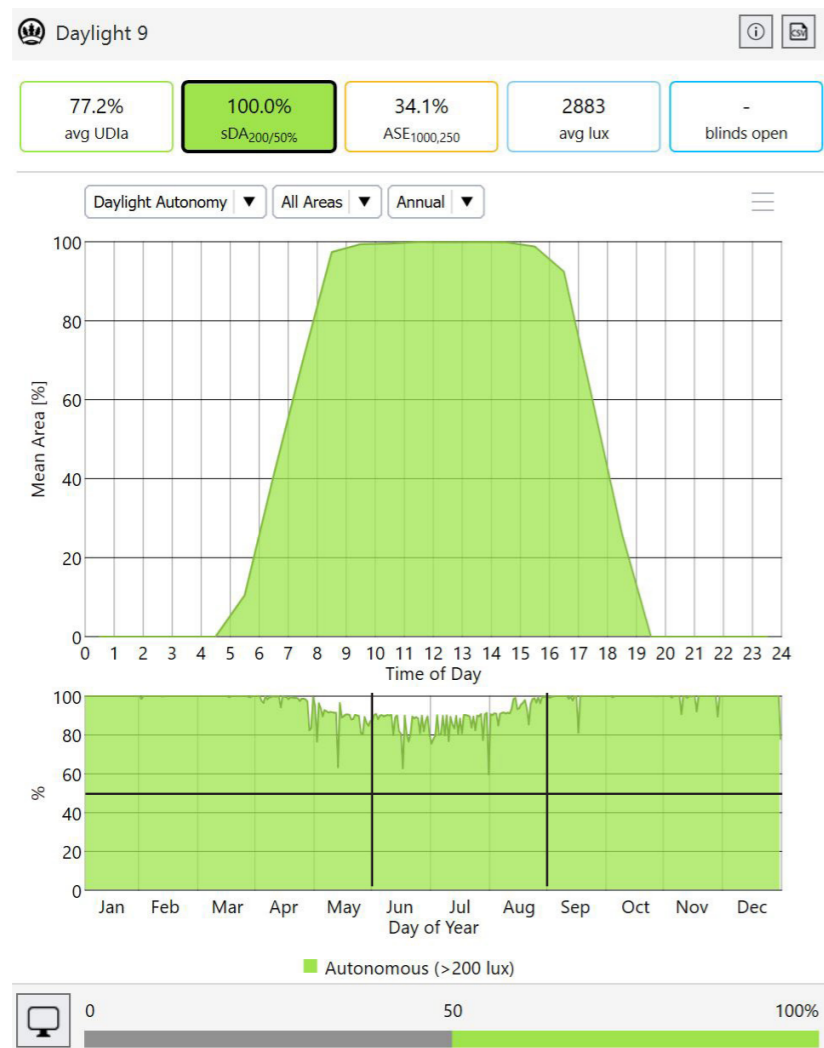 Daylight 9
CSV
77.2% 100.0% 34.1% 2883 -
avg UDIa sDA200/50% ASE1000,250 avg lux blinds open
Daylight Autonomy ▼ All Areas ▼ Annual ▼
100
80
60
40
20
0
Mean Area [%]
0 1 2 3 4 5 6 7 8 9 10 11 12 13 14 15 16 17 18 19 20 21 22 23 24
Time of Day
100
80
60
40
20
0
%
Jan Feb Mar Apr May Jun Jul Aug Sep Oct Nov Dec
Day of Year
Autonomous (>200 lux)
0 50 100%